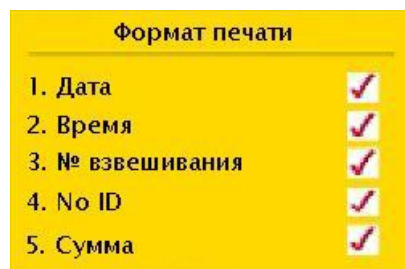 Формат печати
1. Дата
2. Время
3. № взвешивания
4. No ID
5. Сумма